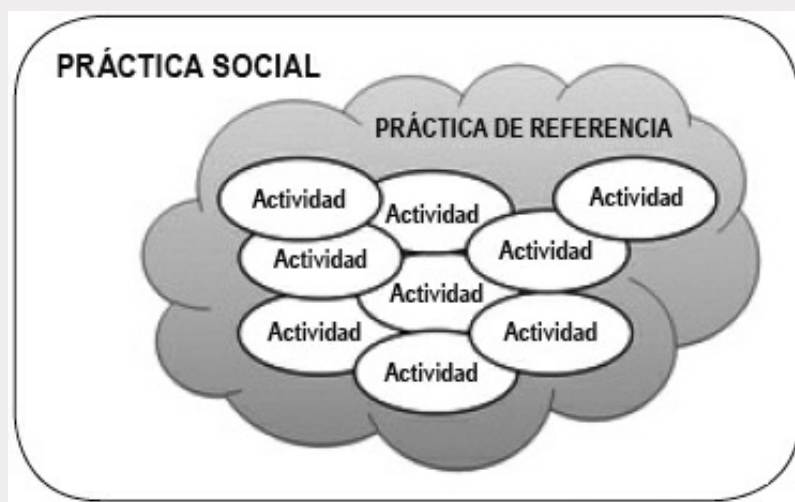 PRÁCTICA SOCIAL
PRÁCTICA DE REFERENCIA
Actividad
Actividad
Actividad
Actividad
Actividad
Actividad
Actividad
Actividad
Actividad